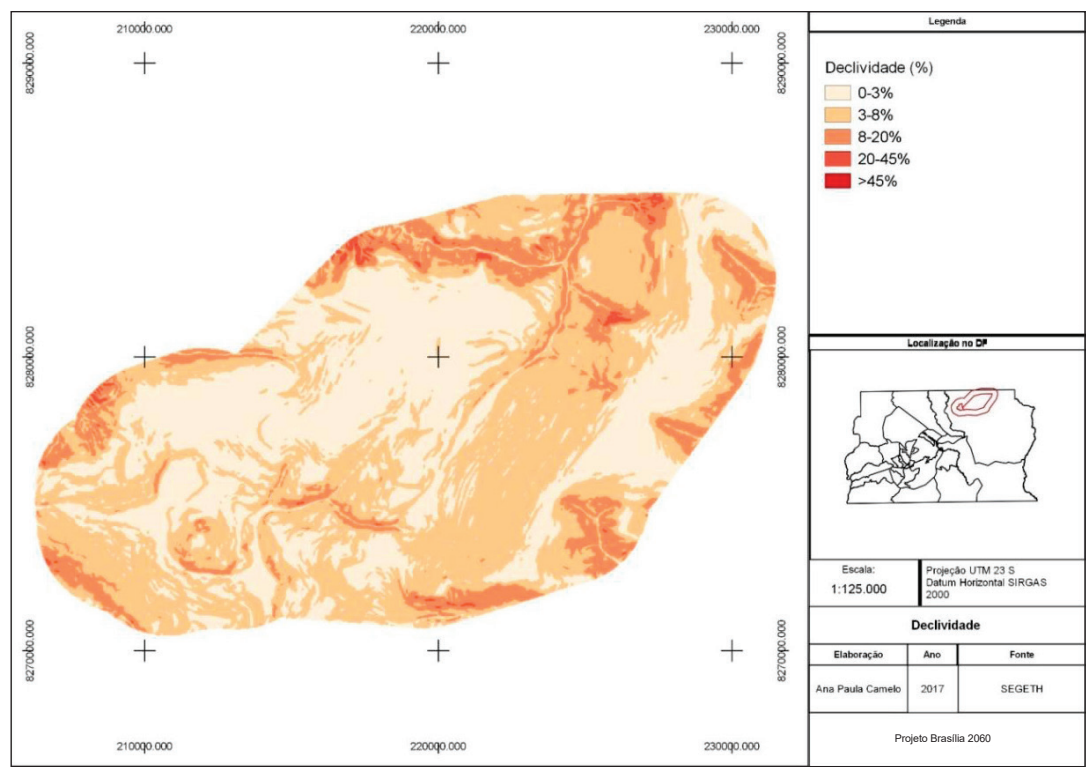 210000.000
220000.000
230000.000
8290000.000
8290000.000
8280000.000
8280000.000
8270000.000
8270000.000
210000.000
220000.000
230000.000
Legenda
Declividade (%)
0-3%
3-8%
8-20%
20-45%
>45%
Localização no DF
Escala:
1:125.000
Projeção UTM 23 S
Datum Horizontal SIRGAS
2000
Declividade
Elaboração
Ano
Fonte
Ana Paula Camelo
2017
SEGETH
Projeto Brasília 2060